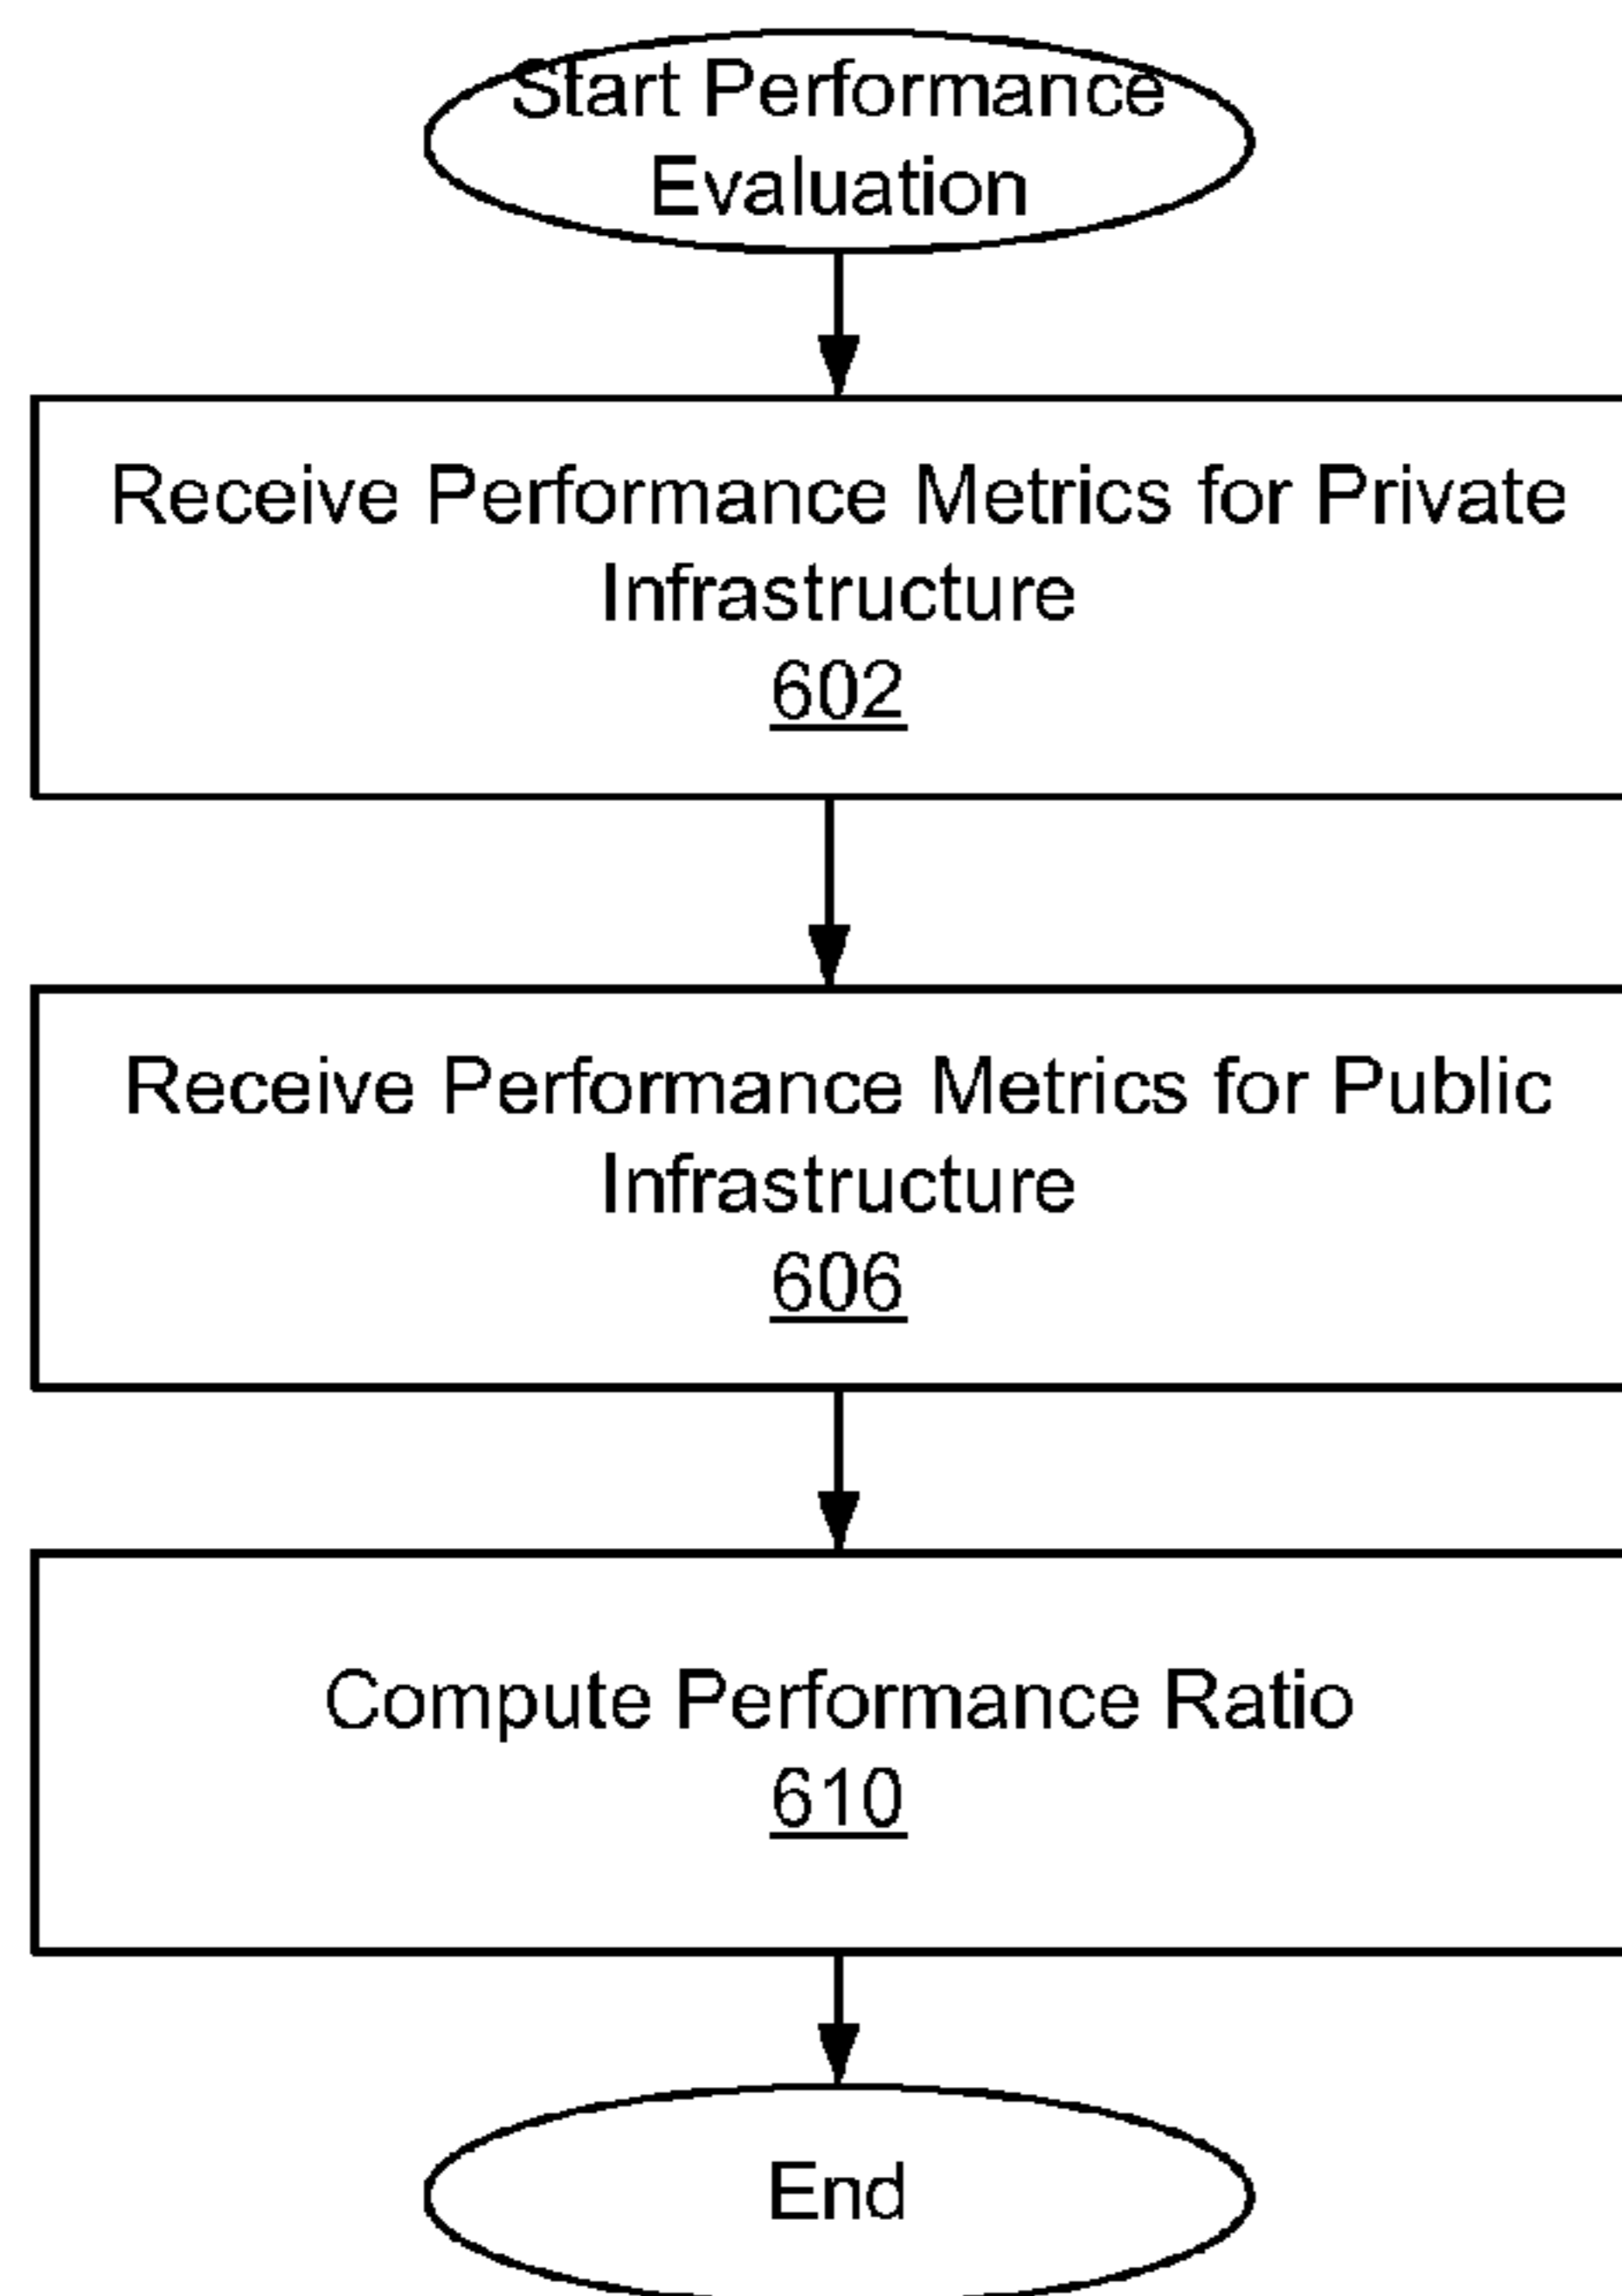 Start Performance
Evaluation
Receive Performance Metrics for Private
Infrastructure
602
Receive Performance Metrics for Public
Infrastructure
606
Compute Performance Ratio
610
End